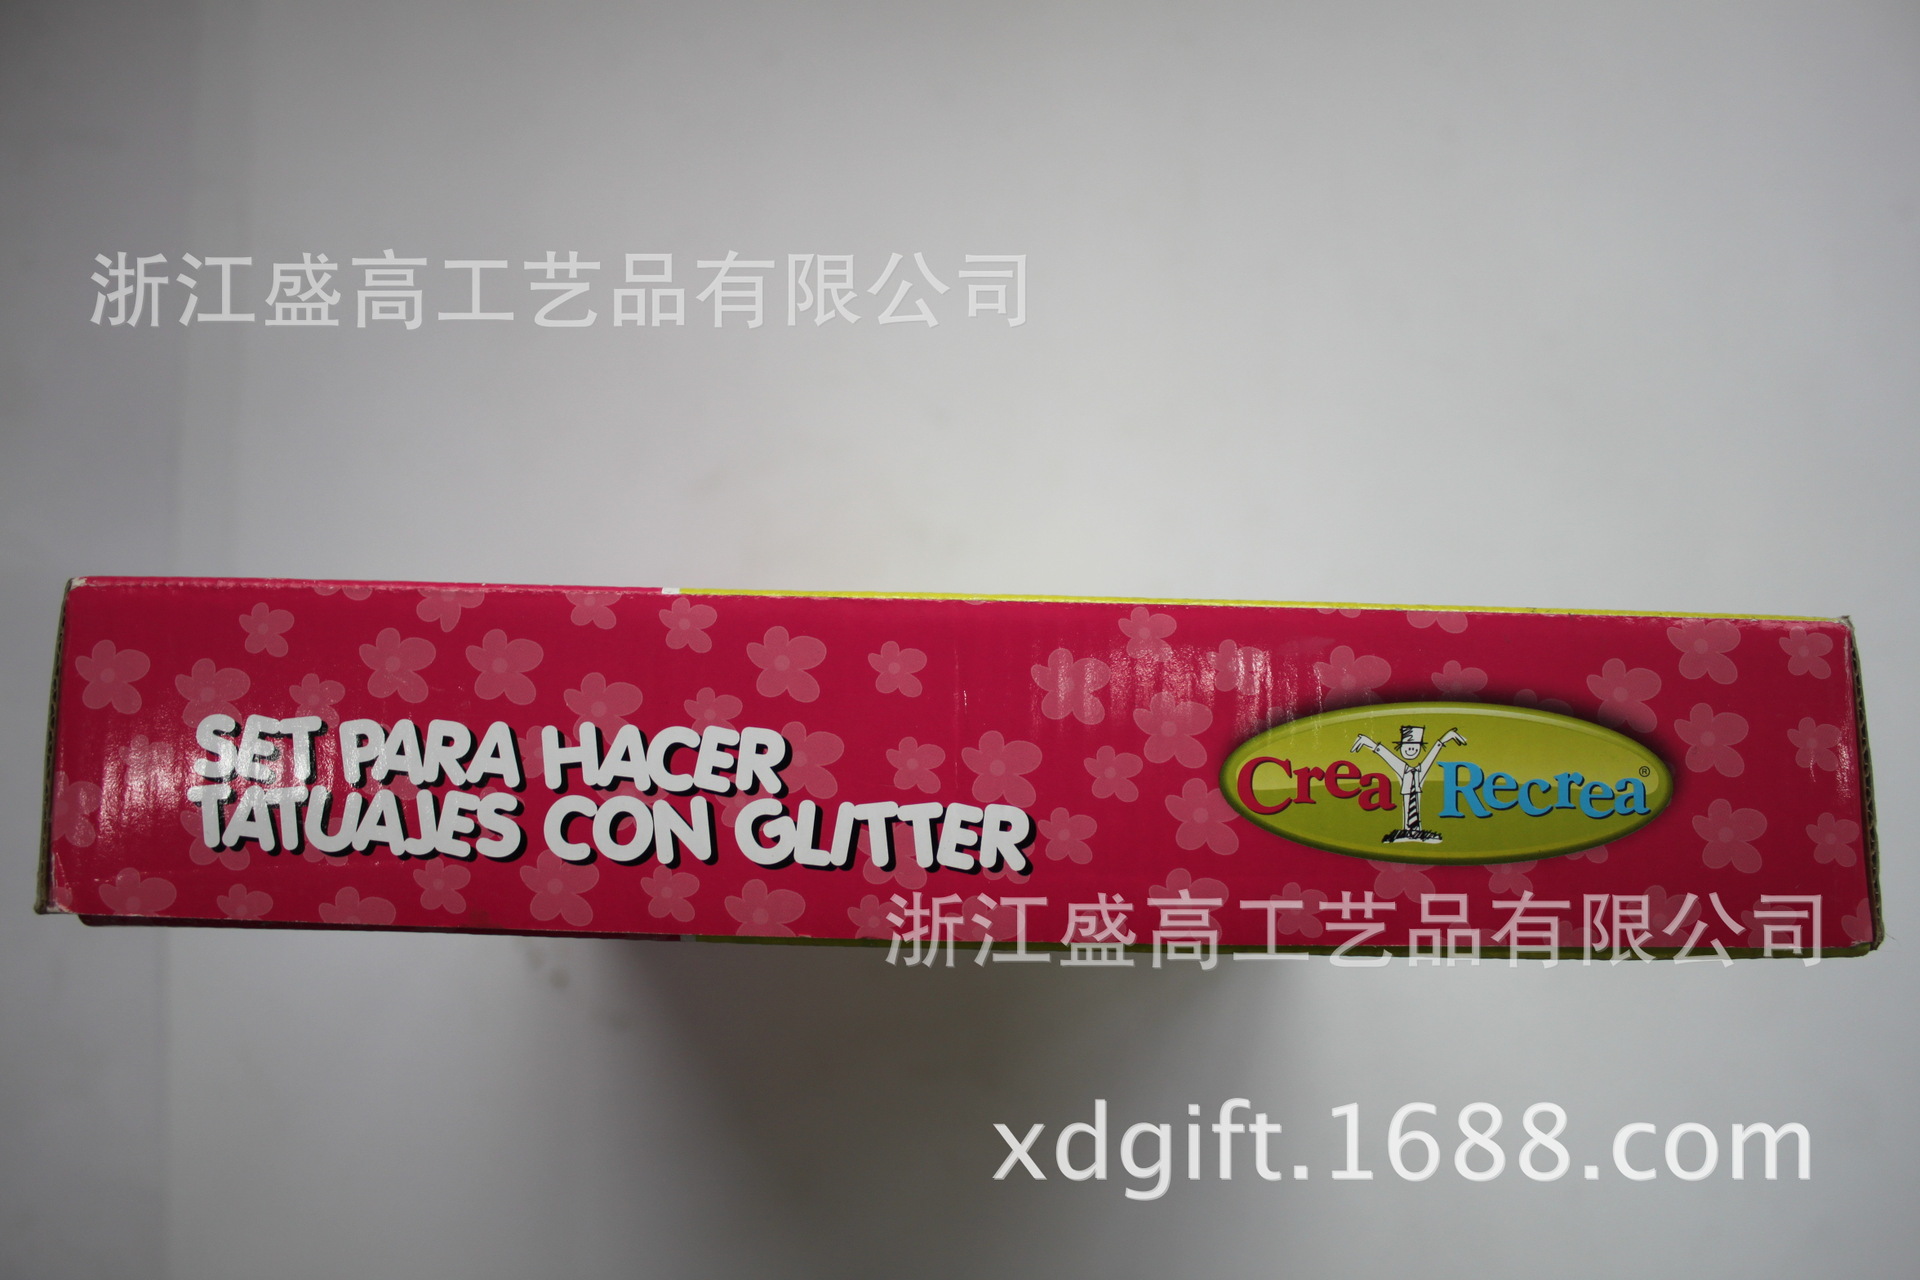 浙江盛高工艺品有限公司
SET PARA HACER
TATUAJES CON GLITTER
Crea Y Recrea®
浙江盛高工艺品有限公司
xdgift.1688.com